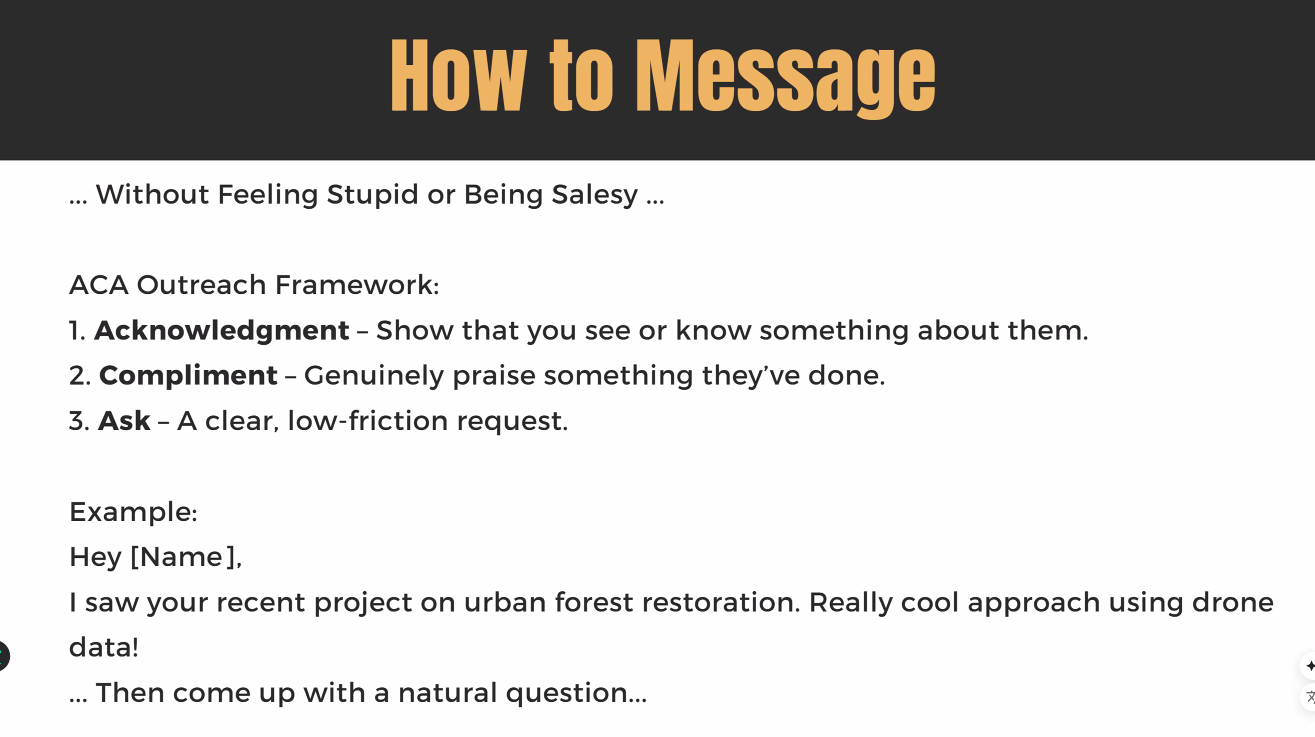 How to Message
... Without Feeling Stupid or Being Salesy ...
ACA Outreach Framework:
1. Acknowledgment – Show that you see or know something about them.
2. Compliment – Genuinely praise something they’ve done.
3. Ask – A clear, low-friction request.
Example:
Hey [Name],
I saw your recent project on urban forest restoration. Really cool approach using drone
data!
... Then come up with a natural question...